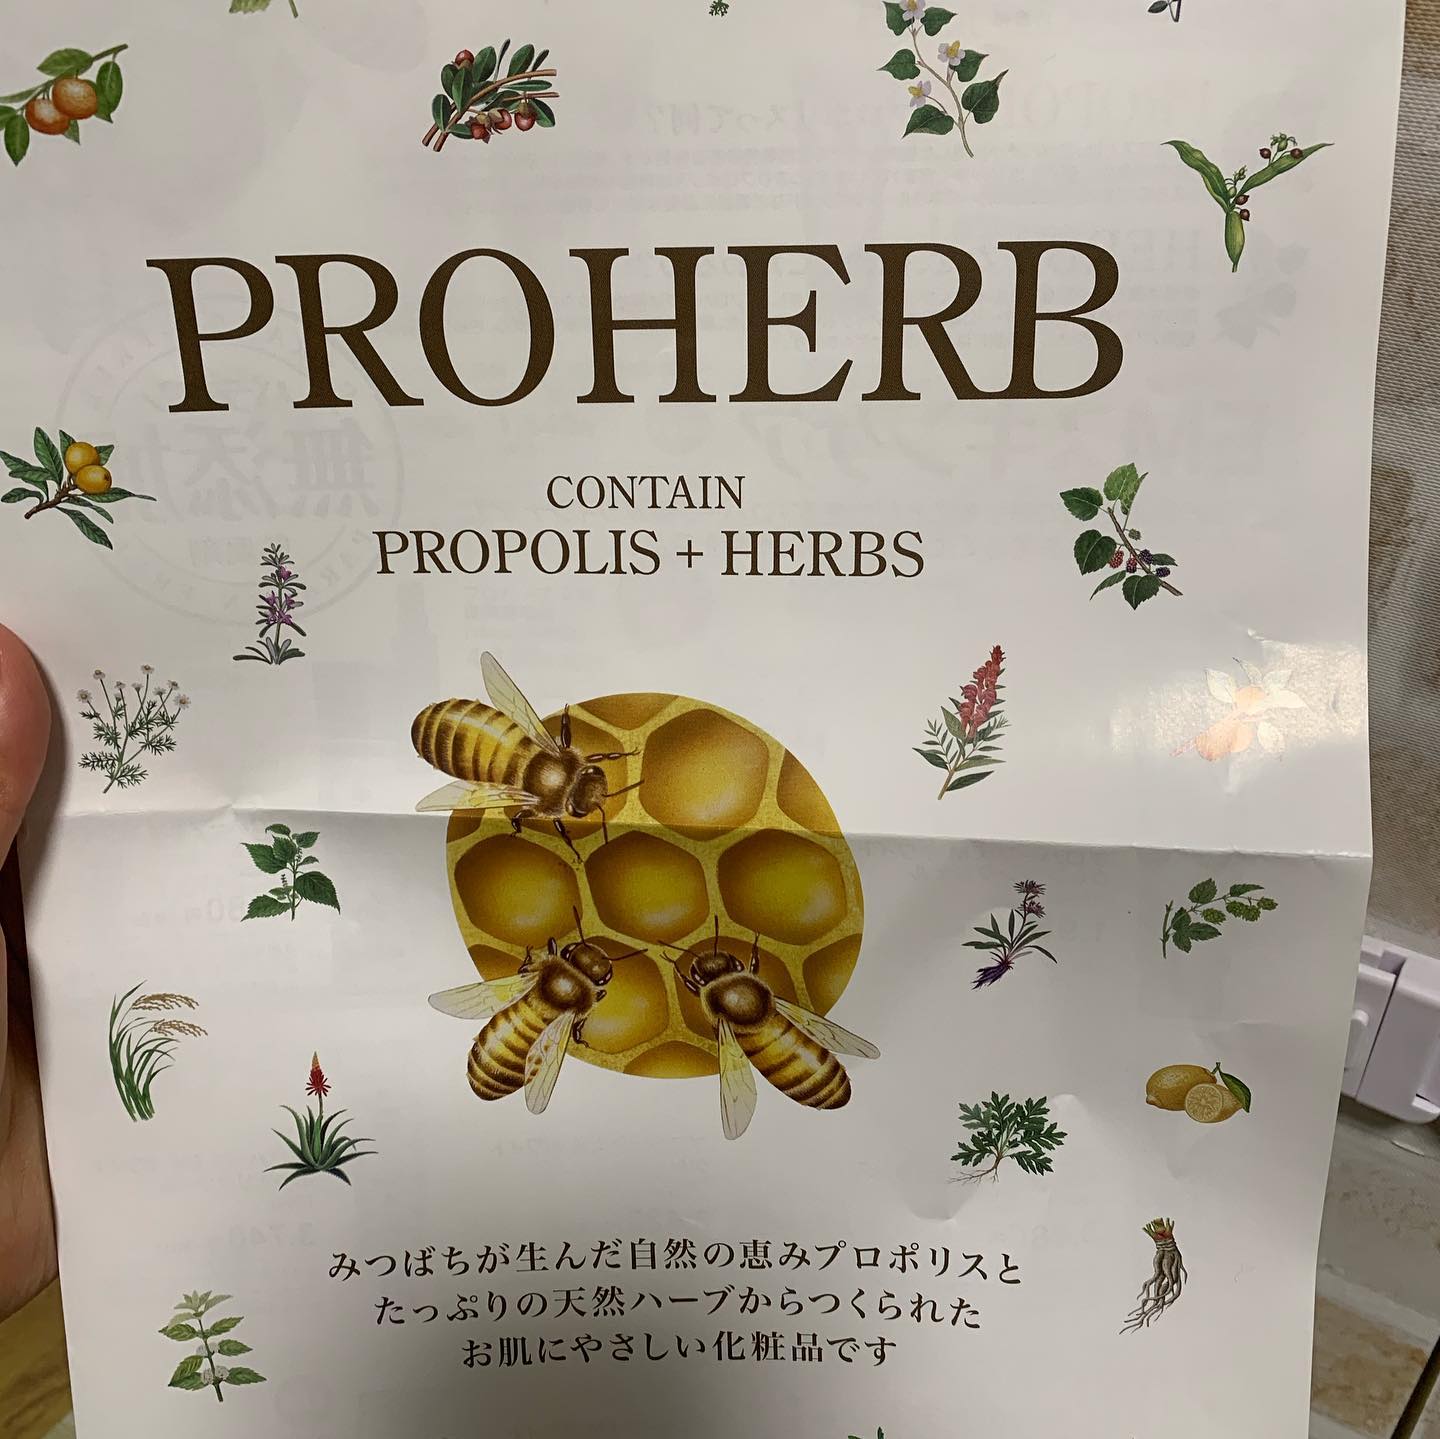 PROHERB
CONTAIN
PROPOLIS + HERBS
みつばちが生んだ自然の恵みプロポリスと
たっぷりの天然ハーブからつくられた
お肌にやさしい化粧品です